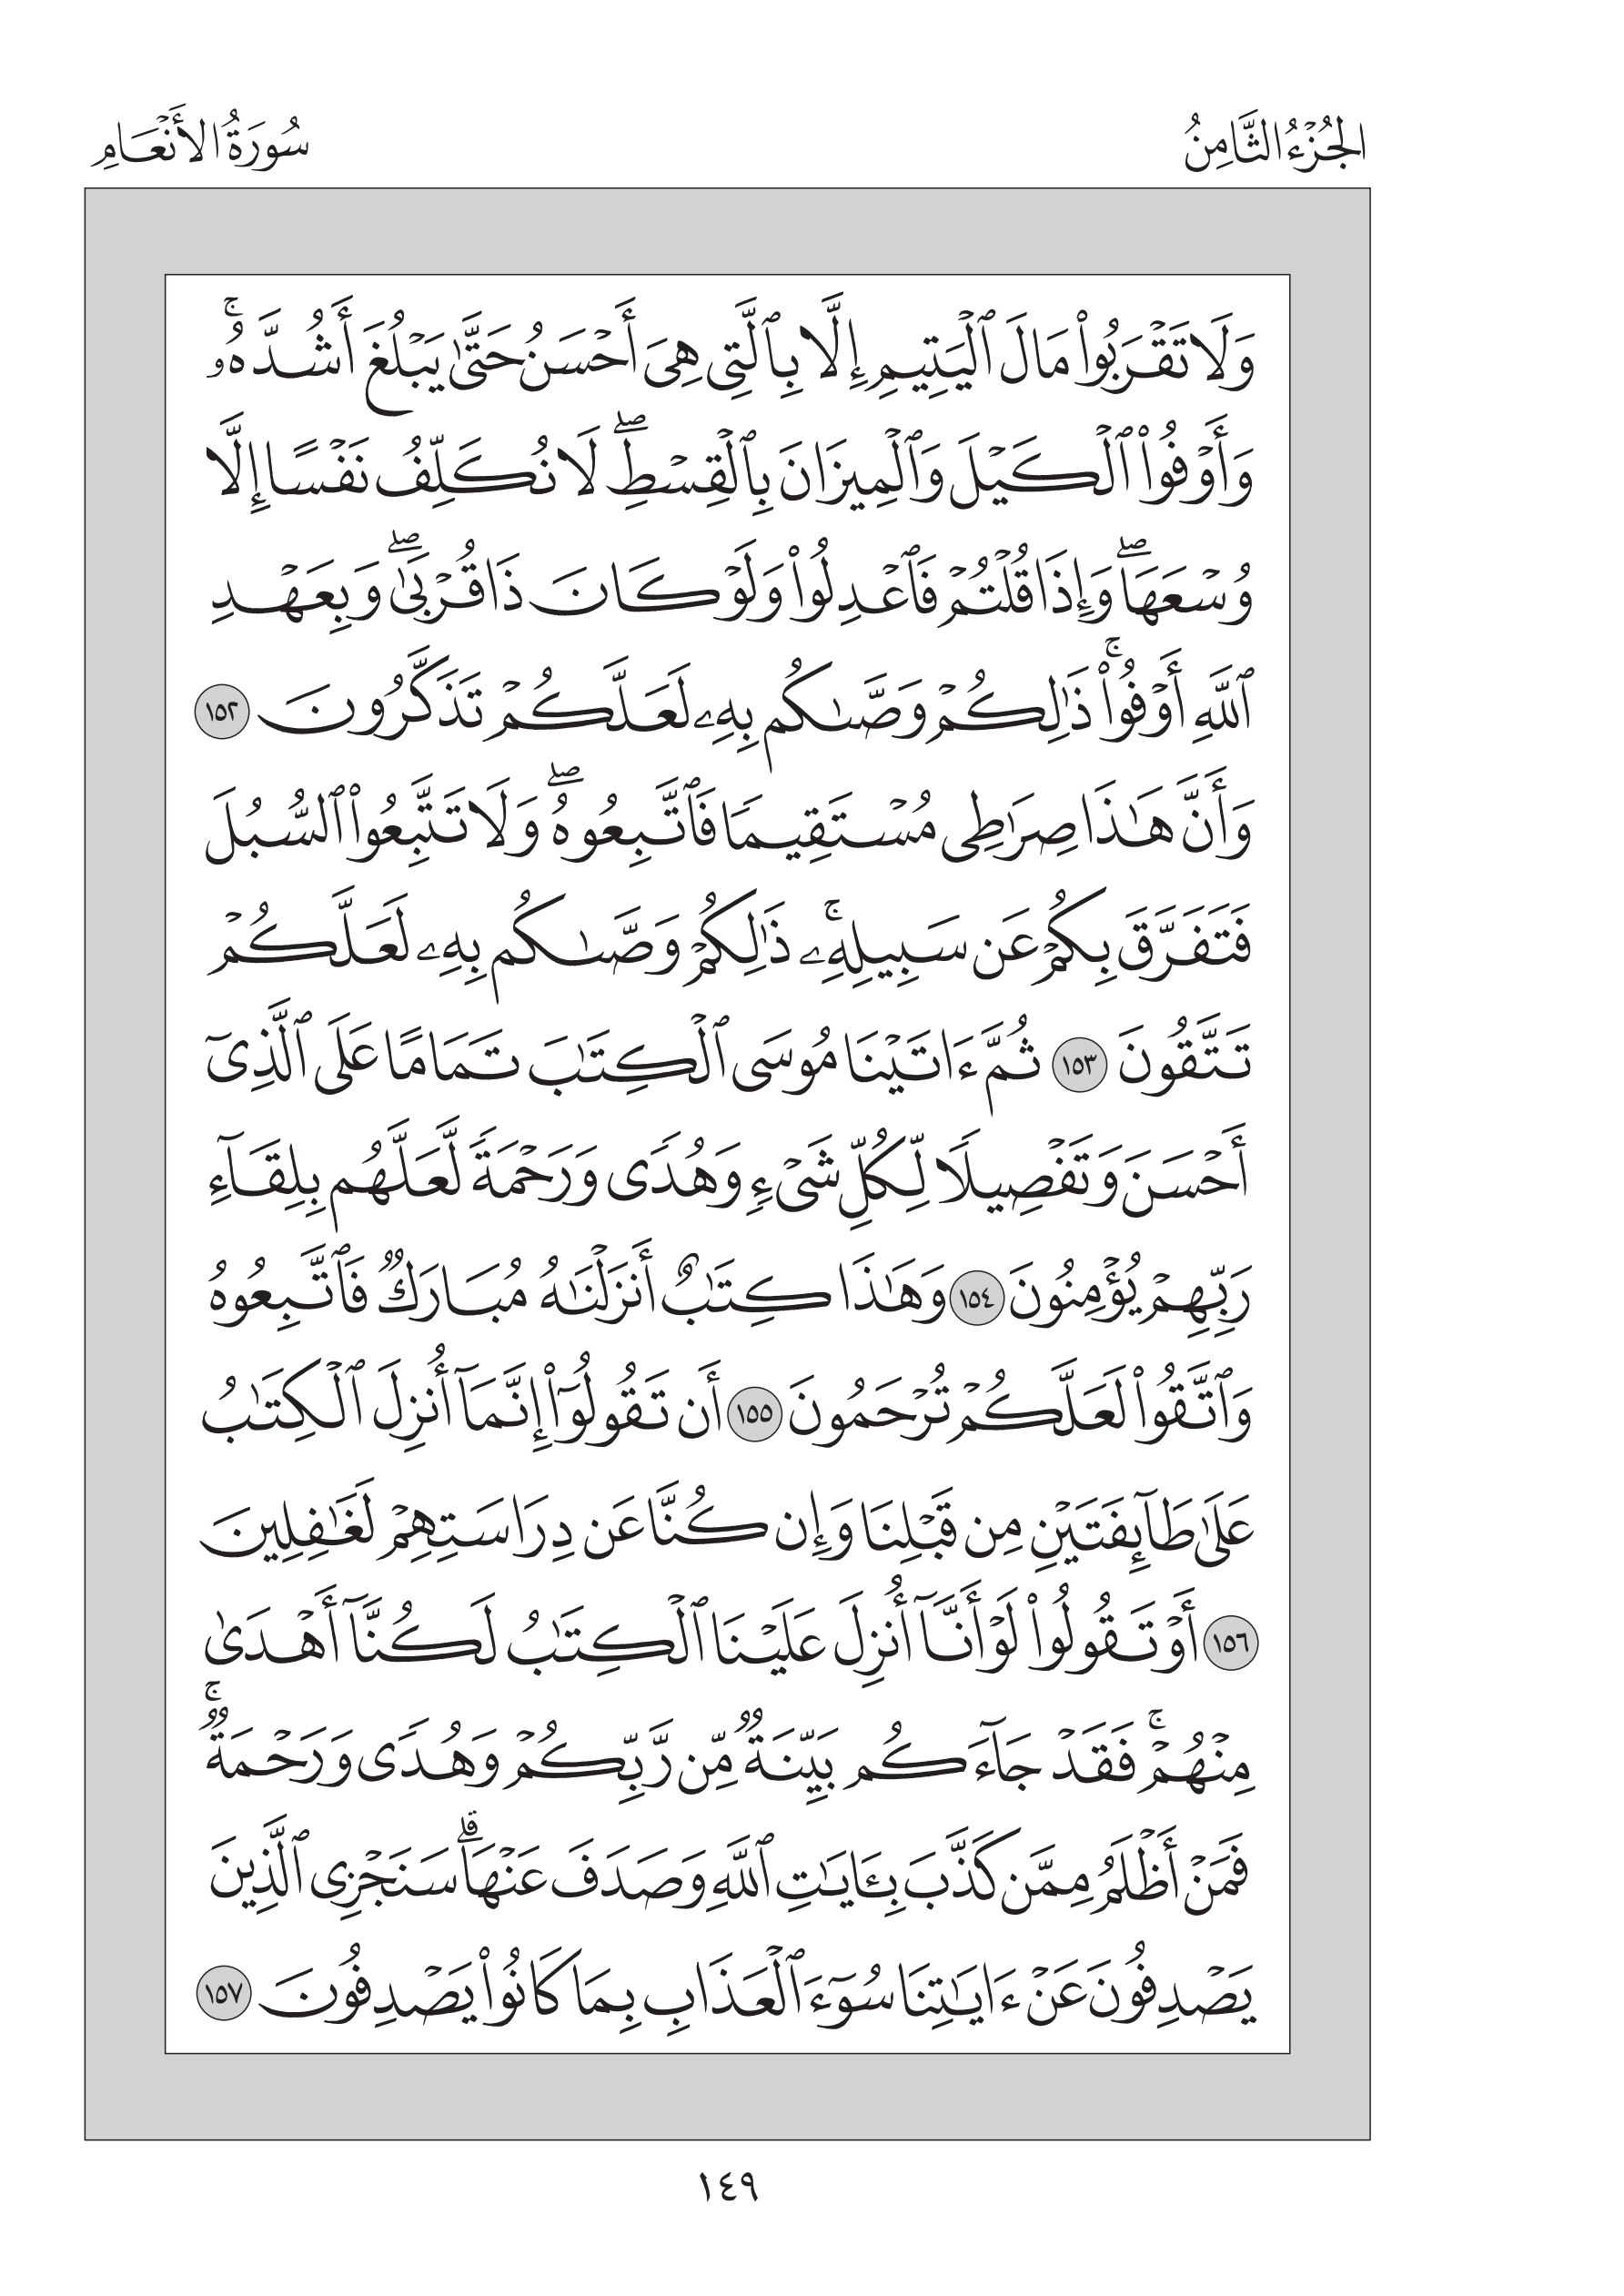 الجُزْءُ الثَّامِنُ
سُورَةُ الأَنْعَامِ
وَلَا تَقْرَبُوا۟ مَالَ ٱلْيَتِيمِ إِلَّا بِٱلَّتِى هِىَ أَحْسَنُ حَتَّىٰ يَبْلُغَ أَشُدَّهُۥ ۚ
وَأَوْفُوا۟ ٱلْكَيْلَ وَٱلْمِيزَانَ بِٱلْقِسْطِ ۖ لَا نُكَلِّفُ نَفْسًا إِلَّا
وُسْعَهَا ۖ وَإِذَا قُلْتُمْ فَٱعْدِلُوا۟ وَلَوْ كَانَ ذَا قُرْبَىٰ ۖ وَبِعَهْدِ
ٱللَّهِ أَوْفُوا۟ ۚ ذَٰلِكُمْ وَصَّىٰكُم بِهِۦ لَعَلَّكُمْ تَذَكَّرُونَ ١٥٢
وَأَنَّ هَـٰذَا صِرَٰطِى مُسْتَقِيمًا فَٱتَّبِعُوهُ ۖ وَلَا تَتَّبِعُوا۟ ٱلسُّبُلَ
فَتَفَرَّقَ بِكُمْ عَن سَبِيلِهِۦ ۚ ذَٰلِكُمْ وَصَّىٰكُم بِهِۦ لَعَلَّكُمْ
تَتَّقُونَ ١٥٣ ثُمَّ ءَاتَيْنَا مُوسَى ٱلْكِتَـٰبَ تَمَامًا عَلَى ٱلَّذِىٓ
أَحْسَنَ وَتَفْصِيلًا لِّكُلِّ شَىْءٍ وَهُدًى وَرَحْمَةً لَّعَلَّهُم بِلِقَآءِ
رَبِّهِمْ يُؤْمِنُونَ ١٥٤ وَهَـٰذَا كِتَـٰبٌ أَنزَلْنَـٰهُ مُبَارَكٌ فَٱتَّبِعُوهُ
وَٱتَّقُوا۟ لَعَلَّكُمْ تُرْحَمُونَ ١٥٥ أَن تَقُولُوٓا۟ إِنَّمَآ أُنزِلَ ٱلْكِتَـٰبُ
عَلَىٰ طَآئِفَتَيْنِ مِن قَبْلِنَا وَإِن كُنَّا عَن دِرَاسَتِهِمْ لَغَـٰفِلِينَ
١٥٦ أَوْ تَقُولُوا۟ لَوْ أَنَّآ أُنزِلَ عَلَيْنَا ٱلْكِتَـٰبُ لَكُنَّآ أَهْدَىٰ
مِنْهُمْ ۚ فَقَدْ جَآءَكُم بَيِّنَةٌ مِّن رَّبِّكُمْ وَهُدًى وَرَحْمَةٌ ۚ
فَمَنْ أَظْلَمُ مِمَّن كَذَّبَ بِـَٔايَـٰتِ ٱللَّهِ وَصَدَفَ عَنْهَا ۗ سَنَجْزِى ٱلَّذِينَ
يَصْدِفُونَ عَنْ ءَايَـٰتِنَا سُوٓءَ ٱلْعَذَابِ بِمَا كَانُوا۟ يَصْدِفُونَ ١٥٧
١٤٩